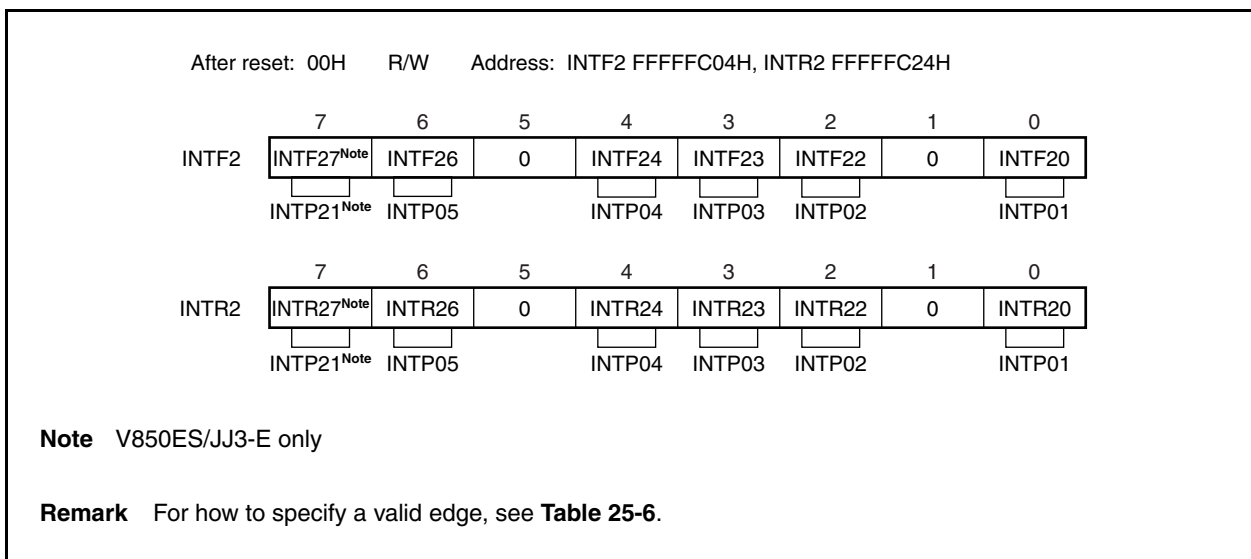 After reset: 00H R/W Address: INTF2 FFFFFC04H, INTR2 FFFFFC24H
7 6 5 4 3 2 1 0
INTF2 INTF27Note INTF26 0 INTF24 INTF23 INTF22 0 INTF20
INTP21Note INTP05 INTP04 INTP03 INTP02 INTP01
7 6 5 4 3 2 1 0
INTR2 INTR27Note INTR26 0 INTR24 INTR23 INTR22 0 INTR20
INTP21Note INTP05 INTP04 INTP03 INTP02 INTP01
Note V850ES/JJ3-E only
Remark For how to specify a valid edge, see Table 25-6.